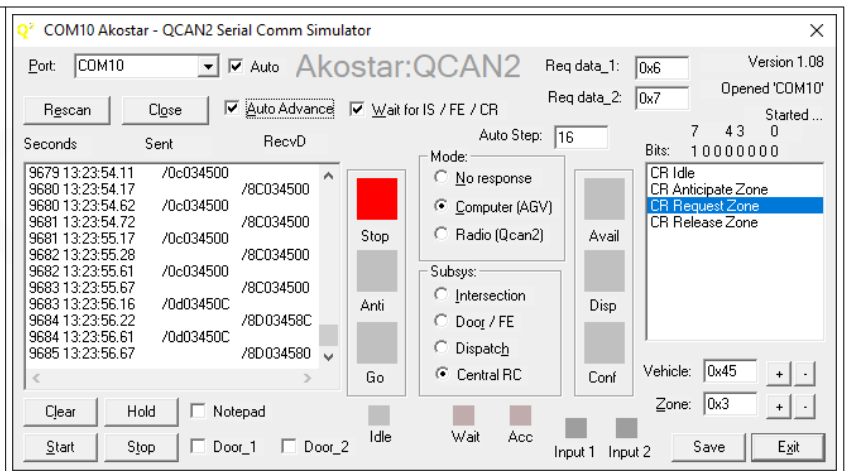 Q² COM10 Akostar - QCAN2 Serial Comm Simulator
Port: COM10 Auto Akostar:QCAN2 Req data_1: 0x6 Version 1.08
Rescan Close Auto Advance Wait for IS / FE / CR Req data_2: 0x7 Opened 'COM10'
Started ...
Seconds Sent RecvD Auto Step: 16 7 4 3 0
Bits: 1 0 0 0 0 0 0 0
9679 13:23:54.11 /0c034500
9680 13:23:54.17 /8C034500
9680 13:23:54.62 /0c034500
9681 13:23:54.72 /8C034500
9681 13:23:55.17 /0c034500
9682 13:23:55.28 /8C034500
9682 13:23:55.61 /0c034500
9683 13:23:55.67 /8C034500
9683 13:23:56.16 /0d03450C
9684 13:23:56.22 /8D03458C
9684 13:23:56.61 /0d03450C
9685 13:23:56.67 /8D034580
Stop
Anti
Go
Mode:
No response
Computer (AGV)
Radio (Qcan2)
Subsys:
Intersection
Door / FE
Dispatch
Central RC
Avail
Disp
Conf
CR Idle
CR Anticipate Zone
CR Request Zone
CR Release Zone
Vehicle: 0x45 + -
Zone: 0x3 + -
Clear Hold Notepad
Start Stop Door_1 Door_2 Idle Wait Acc Input 1 Input 2 Save Exit